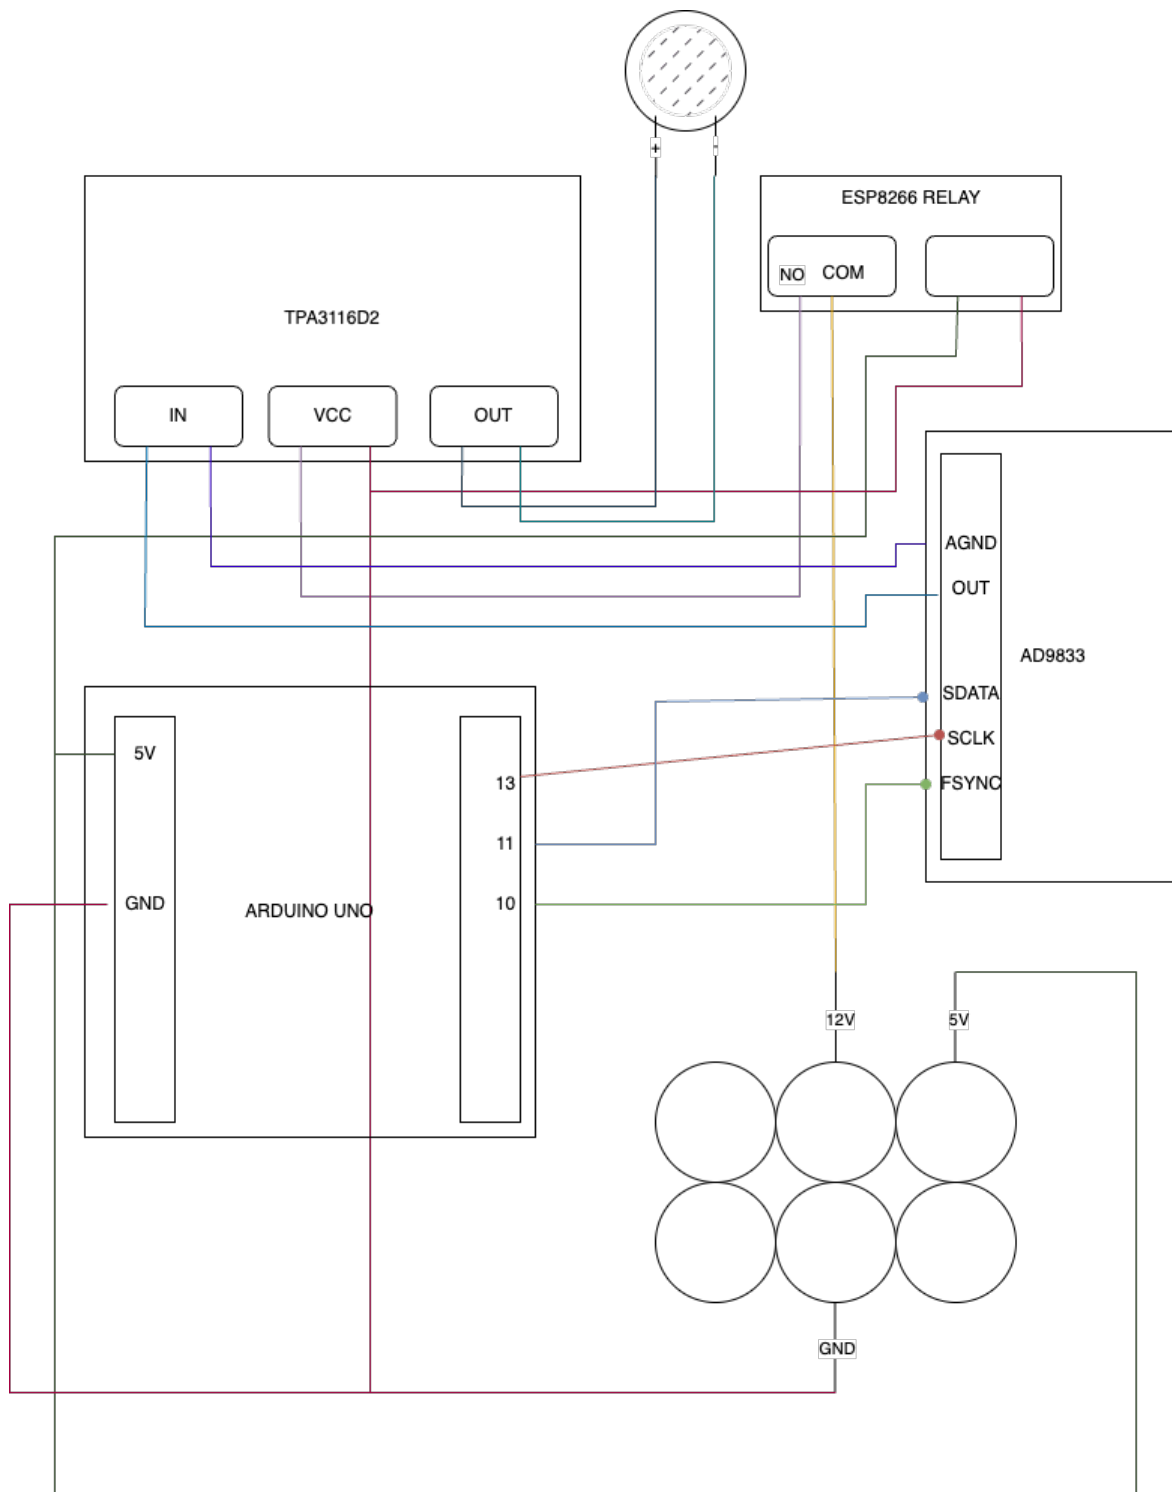 +
-
ESP8266 RELAY
NO
COM
TPA3116D2
IN
VCC
OUT
AGND
OUT
AD9833
SDATA
SCLK
FSYNC
5V
13
11
GND
ARDUINO UNO
10
12V
5V
GND